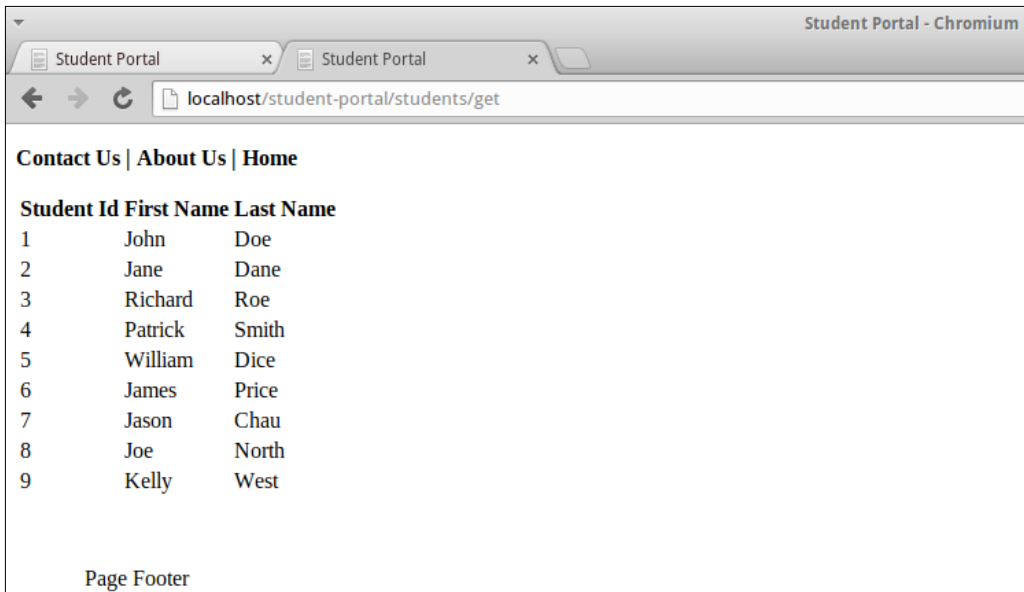 Student Portal - Chromium
Student Portal × Student Portal ×
localhost/student-portal/students/get
Contact Us | About Us | Home
Student Id First Name Last Name
1 John Doe
2 Jane Dane
3 Richard Roe
4 Patrick Smith
5 William Dice
6 James Price
7 Jason Chau
8 Joe North
9 Kelly West
Page Footer